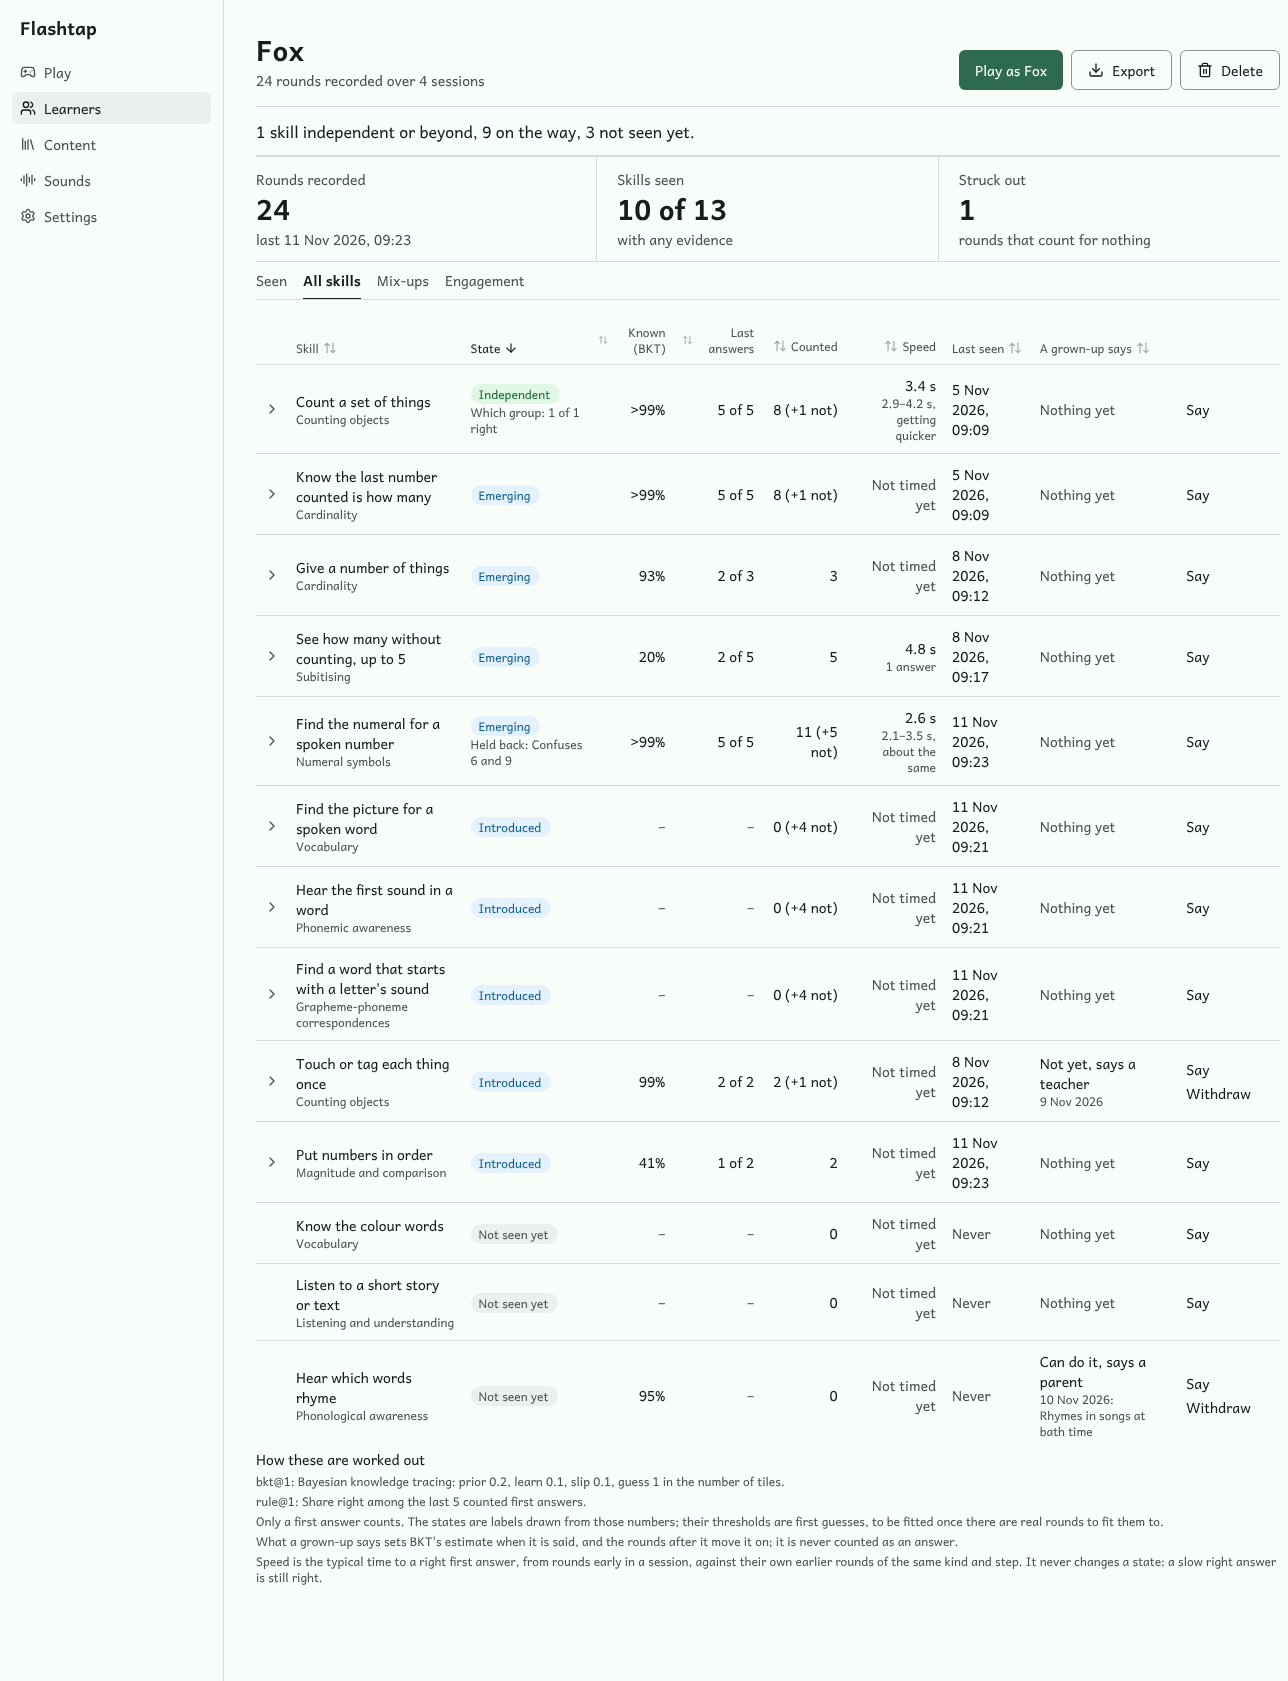 Flashtap
Play
Learners
Content
Sounds
Settings
Fox
24 rounds recorded over 4 sessions
Play as Fox
Export
Delete
1 skill independent or beyond, 9 on the way, 3 not seen yet.
Rounds recorded
24
last 11 Nov 2026, 09:23
Skills seen
10 of 13
with any evidence
Struck out
1
rounds that count for nothing
Seen All skills Mix-ups Engagement
Skill
State
Known
(BKT)
Last
answers
Counted
Speed
Last seen
A grown-up says
Count a set of things
Counting objects
Independent
Which group: 1 of 1
right
>99%
5 of 5
8 (+1 not)
3.4 s
2.9–4.2 s,
getting
quicker
5 Nov
2026,
09:09
Nothing yet
Say
Know the last number
counted is how many
Cardinality
Emerging
>99%
5 of 5
8 (+1 not)
Not timed
yet
5 Nov
2026,
09:09
Nothing yet
Say
Give a number of things
Cardinality
Emerging
93%
2 of 3
3
Not timed
yet
8 Nov
2026,
09:12
Nothing yet
Say
See how many without
counting, up to 5
Subitising
Emerging
20%
2 of 5
5
4.8 s
1 answer
8 Nov
2026,
09:17
Nothing yet
Say
Find the numeral for a
spoken number
Numeral symbols
Emerging
Held back: Confuses
6 and 9
>99%
5 of 5
11 (+5
not)
2.6 s
2.1–3.5 s,
about the
same
11 Nov
2026,
09:23
Nothing yet
Say
Find the picture for a
spoken word
Vocabulary
Introduced
–
–
0 (+4 not)
Not timed
yet
11 Nov
2026,
09:21
Nothing yet
Say
Hear the first sound in a
word
Phonemic awareness
Introduced
–
–
0 (+4 not)
Not timed
yet
11 Nov
2026,
09:21
Nothing yet
Say
Find a word that starts
with a letter's sound
Grapheme-phoneme
correspondences
Introduced
–
–
0 (+4 not)
Not timed
yet
11 Nov
2026,
09:21
Nothing yet
Say
Touch or tag each thing
once
Counting objects
Introduced
99%
2 of 2
2 (+1 not)
Not timed
yet
8 Nov
2026,
09:12
Not yet, says a
teacher
9 Nov 2026
Say
Withdraw
Put numbers in order
Magnitude and comparison
Introduced
41%
1 of 2
2
Not timed
yet
11 Nov
2026,
09:23
Nothing yet
Say
Know the colour words
Vocabulary
Not seen yet
–
–
0
Not timed
yet
Never
Nothing yet
Say
Listen to a short story
or text
Listening and understanding
Not seen yet
–
–
0
Not timed
yet
Never
Nothing yet
Say
Hear which words
rhyme
Phonological awareness
Not seen yet
95%
–
0
Not timed
yet
Never
Can do it, says a
parent
10 Nov 2026:
Rhymes in songs at
bath time
Say
Withdraw
How these are worked out
bkt@1: Bayesian knowledge tracing: prior 0.2, learn 0.1, slip 0.1, guess 1 in the number of tiles.
rule@1: Share right among the last 5 counted first answers.
Only a first answer counts. The states are labels drawn from those numbers; their thresholds are first guesses, to be fitted once there are real rounds to fit them to.
What a grown-up says sets BKT's estimate when it is said, and the rounds after it move it on; it is never counted as an answer.
Speed is the typical time to a right first answer, from rounds early in a session, against their own earlier rounds of the same kind and step. It never changes a state: a slow right answer
is still right.